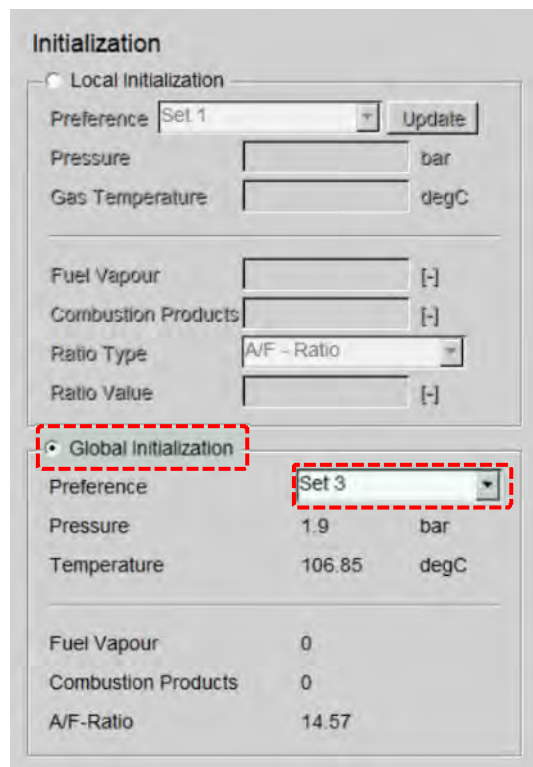 Initialization
Local Initialization
Preference Set 1 Update
Pressure bar
Gas Temperature degC
Fuel Vapour [-]
Combustion Products [-]
Ratio Type A/F - Ratio
Ratio Value [-]
Global Initialization
Preference Set 3
Pressure 1.9 bar
Temperature 106.85 degC
Fuel Vapour 0
Combustion Products 0
A/F-Ratio 14.57